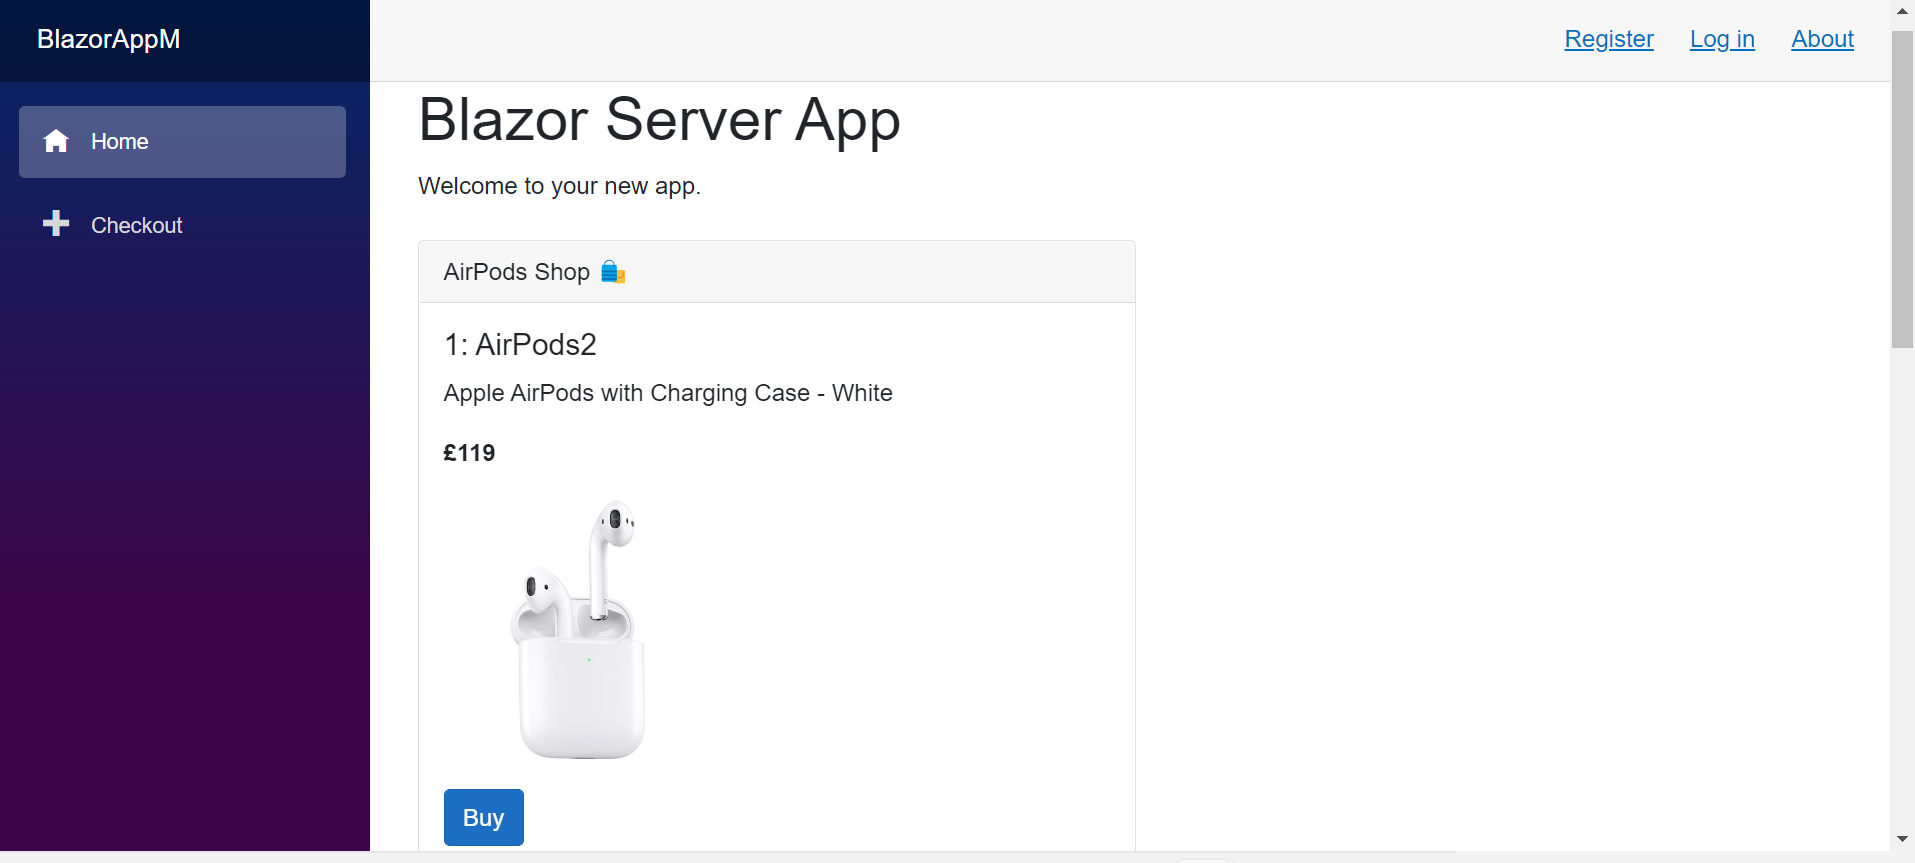 BlazorAppM
Register Log in About
Home
Checkout
Blazor Server App
Welcome to your new app.
AirPods Shop 🛍️
1: AirPods2
Apple AirPods with Charging Case - White
£119
Buy